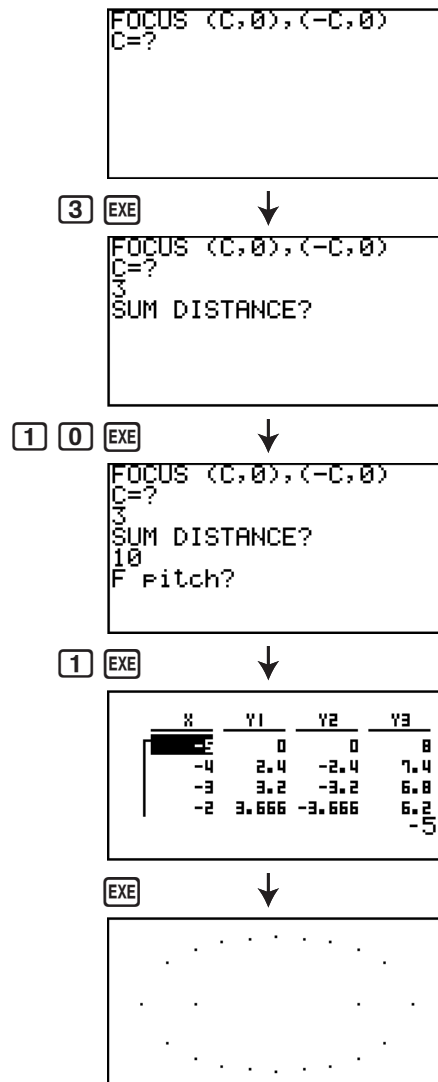 FOCUS (C,0),(-C,0)
C=?
3 EXE
FOCUS (C,0),(-C,0)
C=?
3
SUM DISTANCE?
1 0 EXE
FOCUS (C,0),(-C,0)
C=?
3
SUM DISTANCE?
10
F pitch?
1 EXE
X Y1 Y2 Y3
-5 0 0 8
-4 2.4 -2.4 7.4
-3 3.2 -3.2 6.8
-2 3.666 -3.666 6.2
-5
EXE